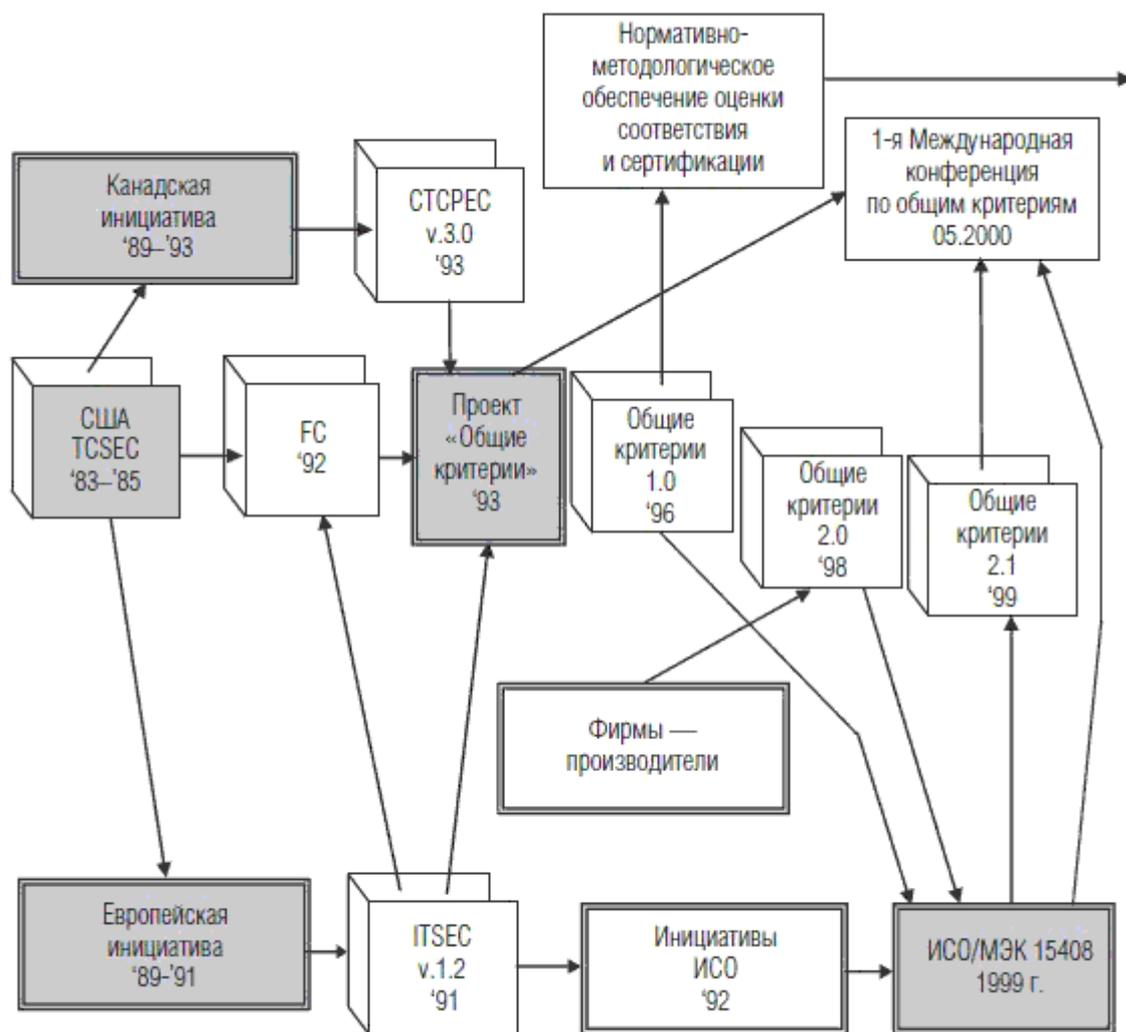 Нормативно-
методологическое
обеспечение оценки
соответствия
и сертификации
1-я Международная
конференция
по общим критериям
05.2000
Канадская
инициатива
‘89–’93
CTCPEC
v.3.0
‘93
США
TCSEC
‘83–‘85
FC
‘92
Проект
«Общие
критерии»
‘93
Общие
критерии
1.0
‘96
Общие
критерии
2.0
‘98
Общие
критерии
2.1
‘99
Фирмы —
производители
Европейская
инициатива
‘89-’91
ITSEC
v.1.2
‘91
Инициативы
ИСО
‘92
ИСО/МЭК 15408
1999 г.